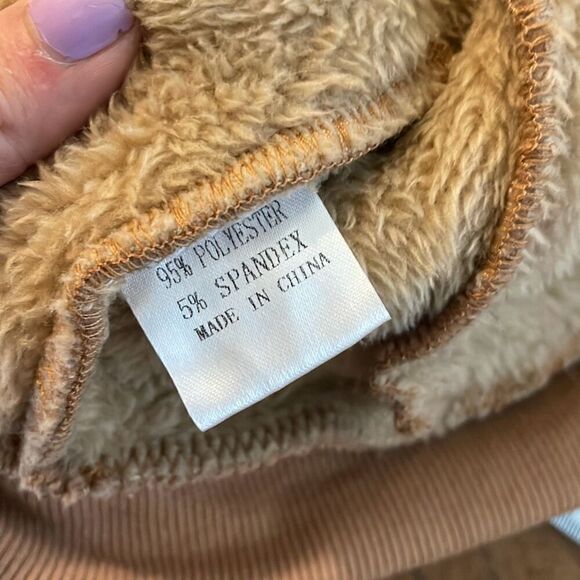 95% POLYESTER
5% SPANDEX
MADE IN CHINA